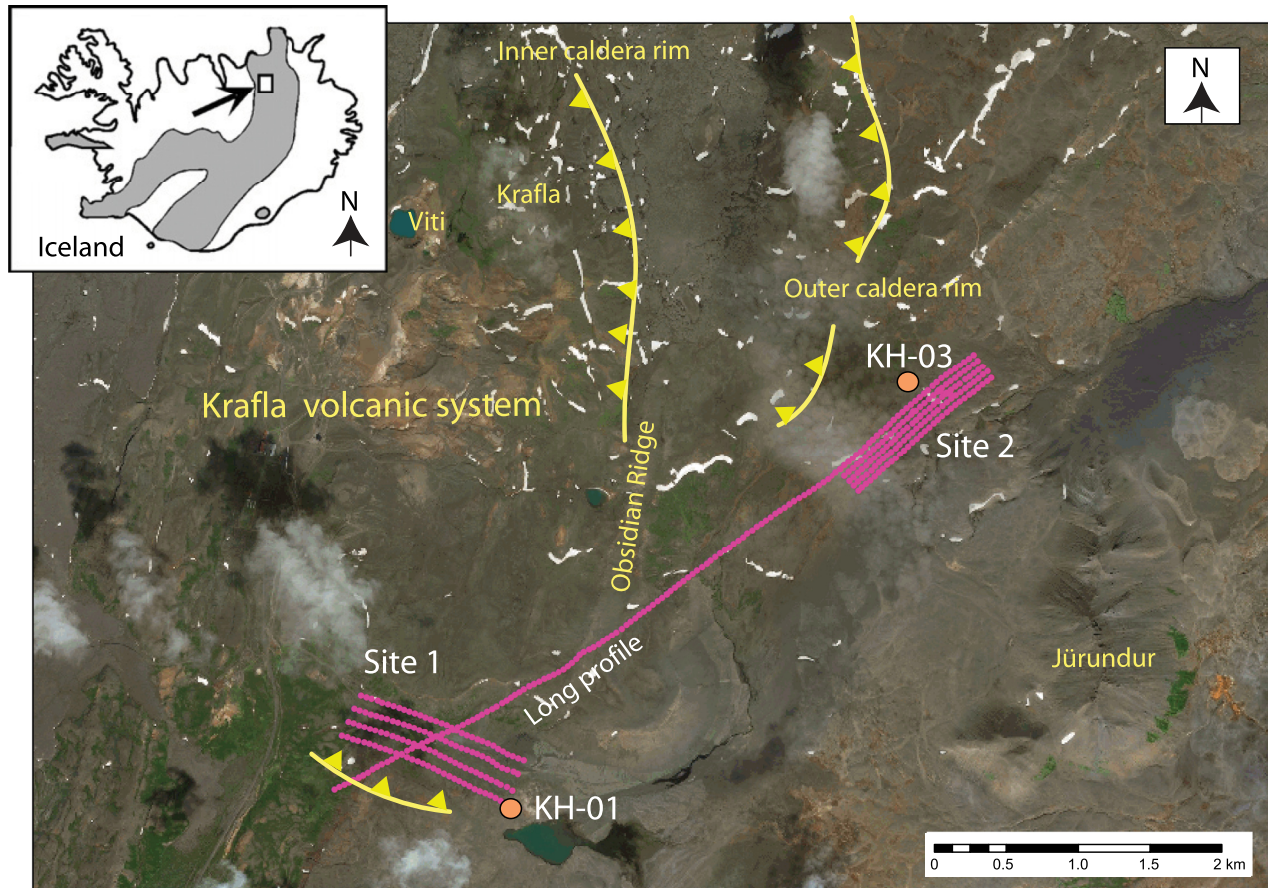 Inner caldera rim
N
Krafla
Viti
N
Iceland
Outer caldera rim
KH-03
Krafla volcanic system
Site 2
Obsidian Ridge
Site 1
Long profile
Jürundur
KH-01
0 0.5 1.0 1.5 2 km